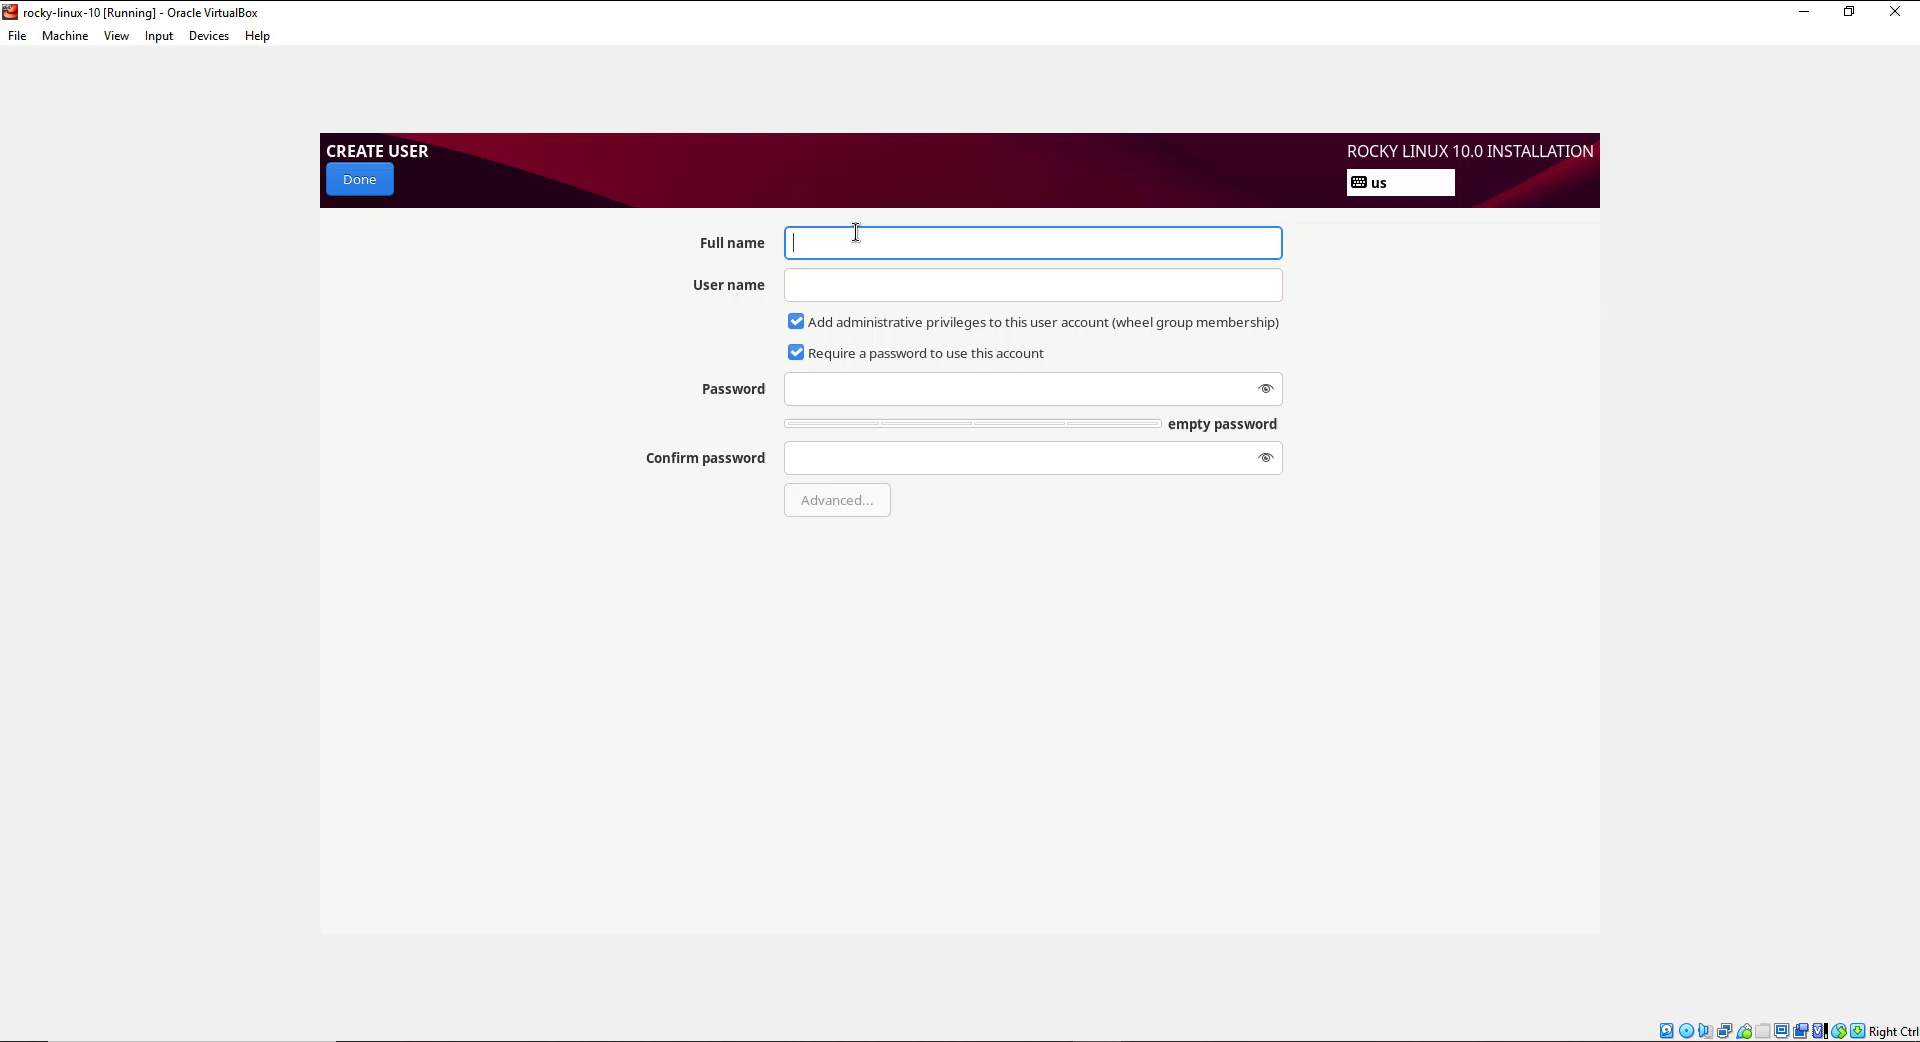 rocky-linux-10 [Running] - Oracle VirtualBox
File Machine View Input Devices Help
CREATE USER
ROCKY LINUX 10.0 INSTALLATION
Done
us
Full name
User name
Add administrative privileges to this user account (wheel group membership)
Require a password to use this account
Password
empty password
Confirm password
Advanced...
Right Ctrl